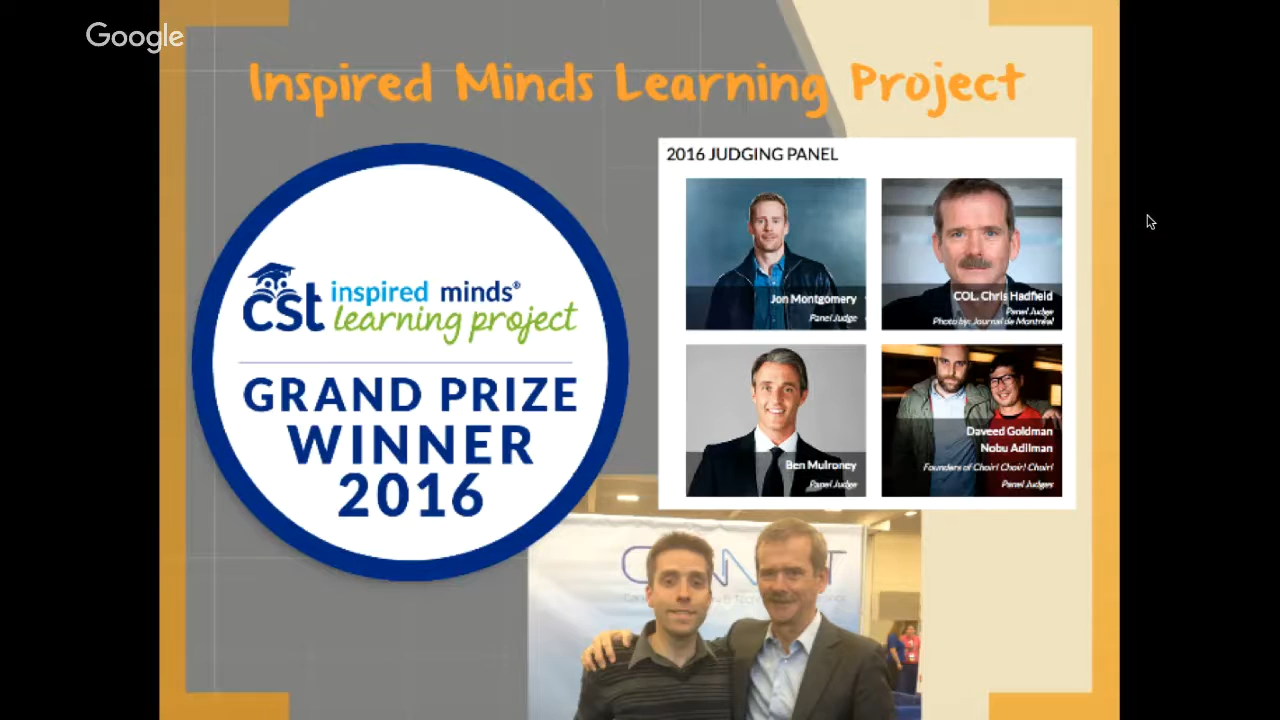 Google
Inspired Minds Learning Project
2016 JUDGING PANEL
Jon Montgomery
Panel Judge
COL. Chris Hadfield
Panel Judge
Photo by: Journal de Montréal
cst inspired minds®
learning project
GRAND PRIZE
WINNER
2016
Ben Mulroney
Panel Judge
Daveed Goldman
Nobu Adilman
Founders of Choir! Choir! Choir!
Panel Judges